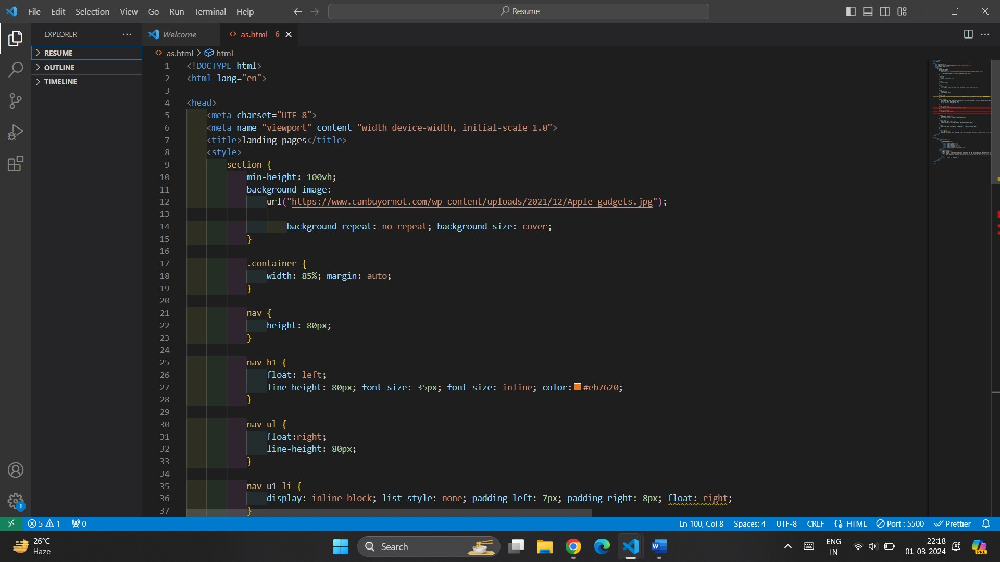 File Edit Selection View Go Run Terminal Help
Resume
EXPLORER
Welcome
as.html 6
RESUME
OUTLINE
TIMELINE
as.html > html
1 <!DOCTYPE html>
2 <html lang="en">
3
4 <head>
5 <meta charset="UTF-8">
6 <meta name="viewport" content="width=device-width, initial-scale=1.0">
7 <title>landing pages</title>
8 <style>
9 section {
10 min-height: 100vh;
11 background-image:
12 url("https://www.canbuyornot.com/wp-content/uploads/2021/12/Apple-gadgets.jpg");
13
14 background-repeat: no-repeat; background-size: cover;
15 }
16
17 .container {
18 width: 85%; margin: auto;
19 }
20
21 nav {
22 height: 80px;
23 }
24
25 nav h1 {
26 float: left;
27 line-height: 80px; font-size: 35px; font-size: inline; color: #eb7620;
28 }
29
30 nav ul {
31 float:right;
32 line-height: 80px;
33 }
34
35 nav u1 li {
36 display: inline-block; list-style: none; padding-left: 7px; padding-right: 8px; float: right;
37 }
1
5 1 0
Ln 100, Col 8 Spaces: 4 UTF-8 CRLF HTML Port : 5500 Prettier
26°C
Haze
Search
ENG
IN
22:18
01-03-2024
PRE